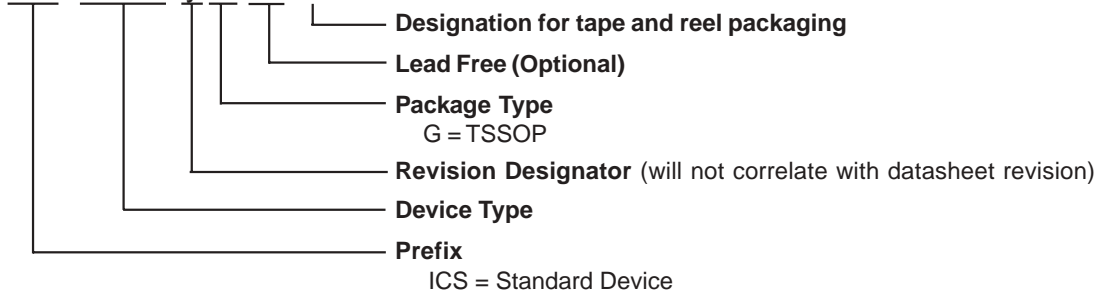 Designation for tape and reel packaging
Lead Free (Optional)
Package Type
G = TSSOP
Revision Designator (will not correlate with datasheet revision)
Device Type
Prefix
ICS = Standard Device